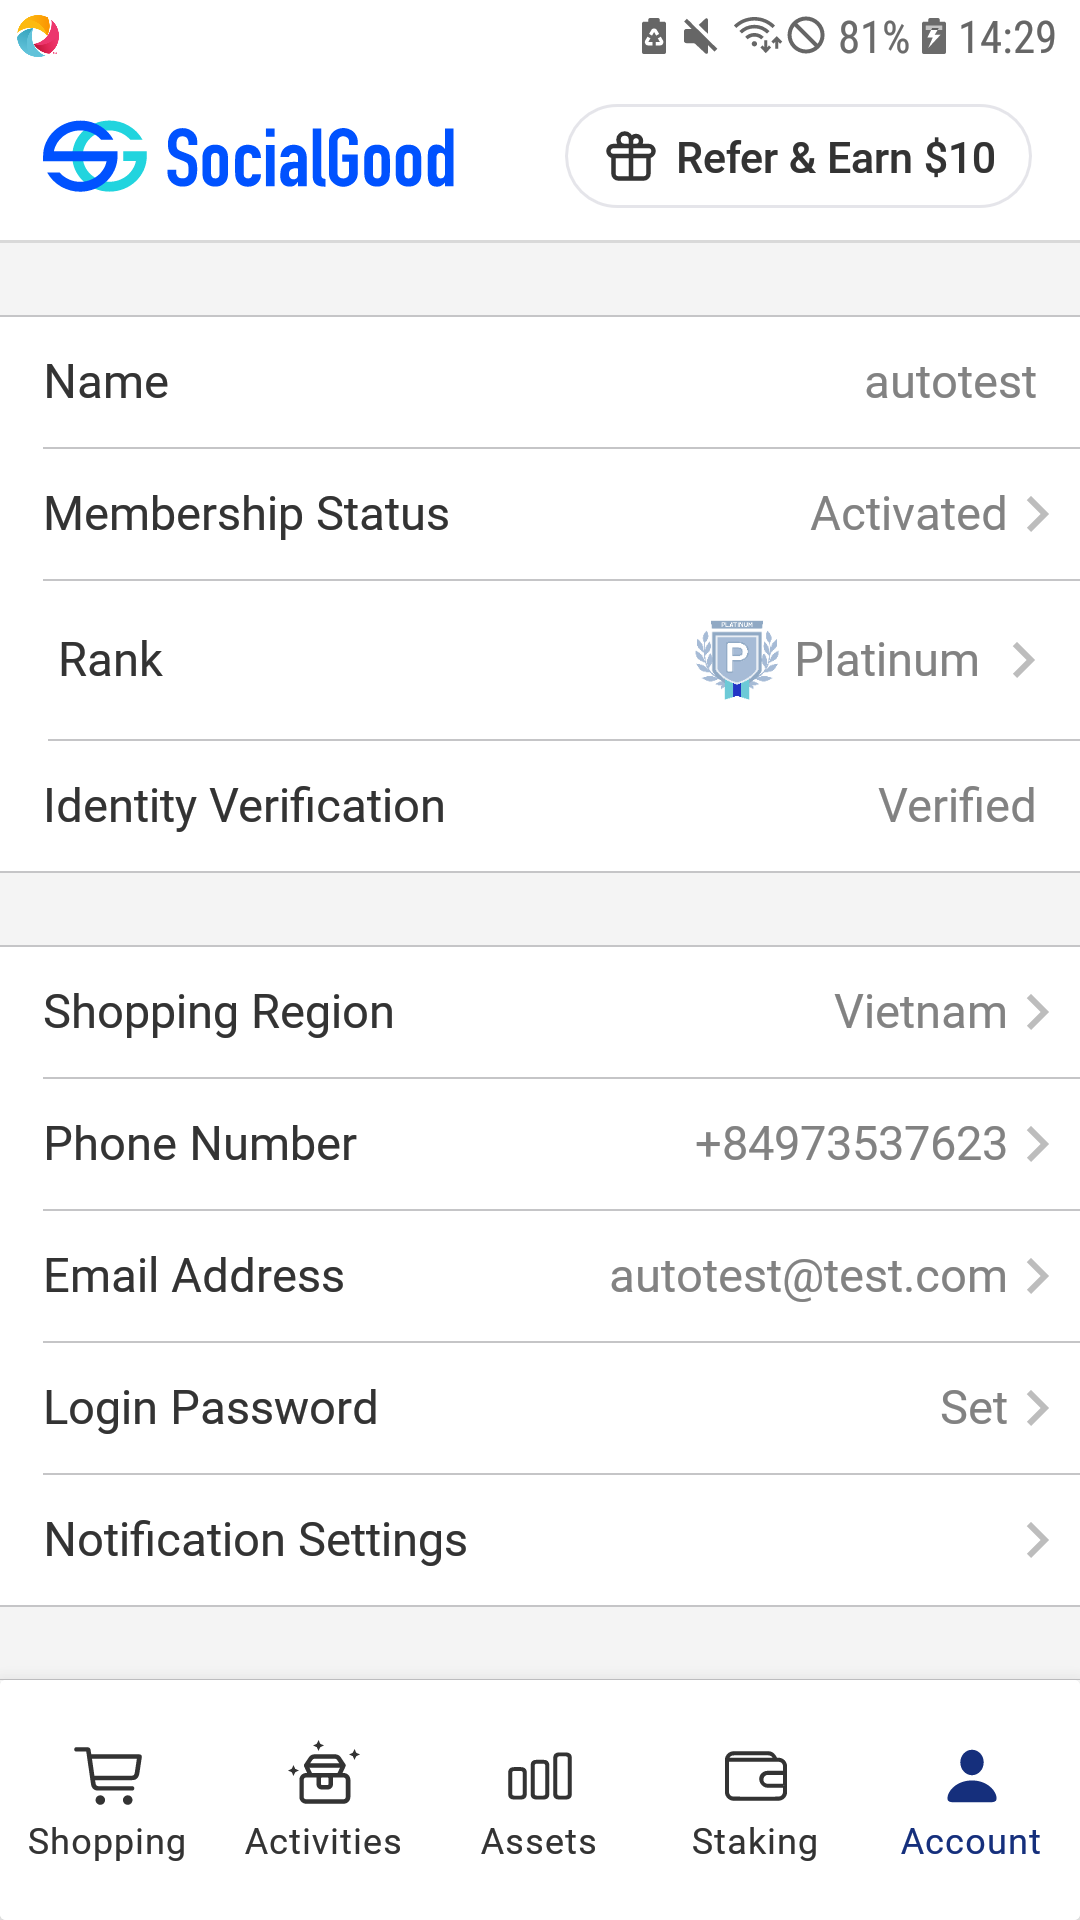 81% 14:29
SocialGood Refer & Earn $10
Name autotest
Membership Status Activated
Rank PLATINUM P Platinum
Identity Verification Verified
Shopping Region Vietnam
Phone Number +84973537623
Email Address autotest@test.com
Login Password Set
Notification Settings
Shopping Activities Assets Staking Account